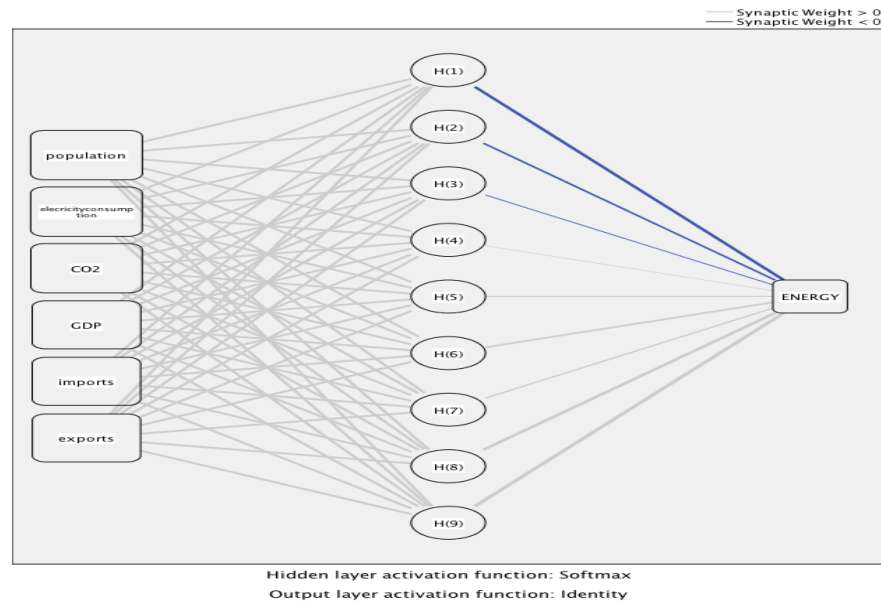 Synaptic Weight > 0
Synaptic Weight < 0
population
elecricityconsump
tion
CO2
GDP
imports
exports
H(1)
H(2)
H(3)
H(4)
H(5)
H(6)
H(7)
H(8)
H(9)
ENERGY
Hidden layer activation function: Softmax
Output layer activation function: Identity